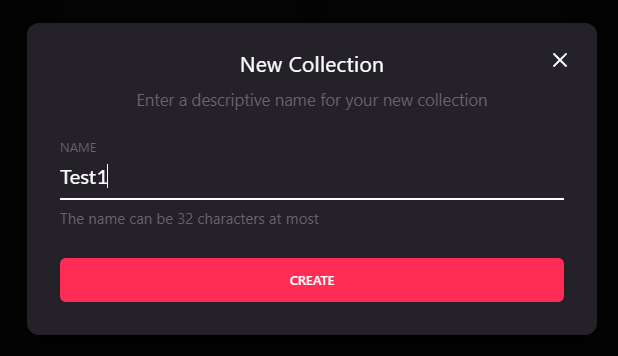 New Collection
Enter a descriptive name for your new collection
NAME
Test1
The name can be 32 characters at most
CREATE